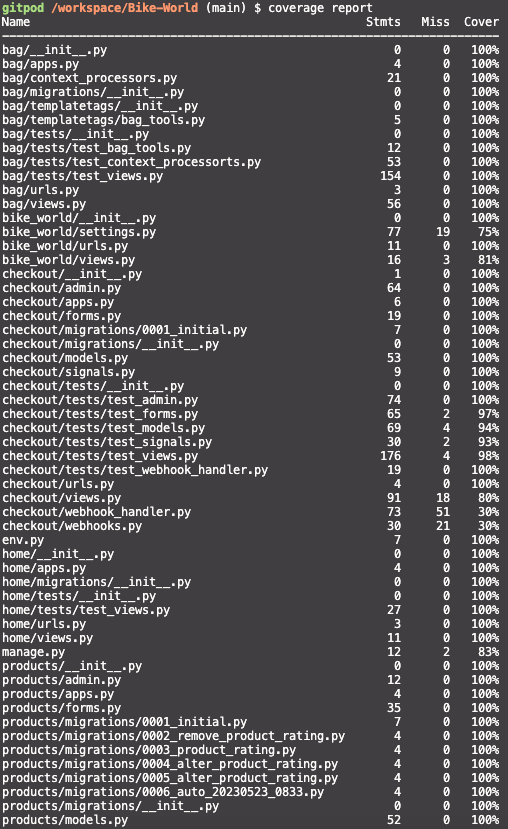 gitpod /workspace/Bike-World (main) $ coverage report
Name Stmts Miss Cover
bag/__init__.py 0 0 100%
bag/apps.py 4 0 100%
bag/context_processors.py 21 0 100%
bag/migrations/__init__.py 0 0 100%
bag/templatetags/__init__.py 0 0 100%
bag/templatetags/bag_tools.py 5 0 100%
bag/tests/__init__.py 0 0 100%
bag/tests/test_bag_tools.py 12 0 100%
bag/tests/test_context_processorts.py 53 0 100%
bag/tests/test_views.py 154 0 100%
bag/urls.py 3 0 100%
bag/views.py 56 0 100%
bike_world/__init__.py 0 0 100%
bike_world/settings.py 77 19 75%
bike_world/urls.py 11 0 100%
bike_world/views.py 16 3 81%
checkout/__init__.py 1 0 100%
checkout/admin.py 64 0 100%
checkout/apps.py 6 0 100%
checkout/forms.py 19 0 100%
checkout/migrations/0001_initial.py 7 0 100%
checkout/migrations/__init__.py 0 0 100%
checkout/models.py 53 0 100%
checkout/signals.py 9 0 100%
checkout/tests/__init__.py 0 0 100%
checkout/tests/test_admin.py 74 0 100%
checkout/tests/test_forms.py 65 2 97%
checkout/tests/test_models.py 69 4 94%
checkout/tests/test_signals.py 30 2 93%
checkout/tests/test_views.py 176 4 98%
checkout/tests/test_webhook_handler.py 19 0 100%
checkout/urls.py 4 0 100%
checkout/views.py 91 18 80%
checkout/webhook_handler.py 73 51 30%
checkout/webhooks.py 30 21 30%
env.py 7 0 100%
home/__init__.py 0 0 100%
home/apps.py 4 0 100%
home/migrations/__init__.py 0 0 100%
home/tests/__init__.py 0 0 100%
home/tests/test_views.py 27 0 100%
home/urls.py 3 0 100%
home/views.py 11 0 100%
manage.py 12 2 83%
products/__init__.py 0 0 100%
products/admin.py 12 0 100%
products/apps.py 4 0 100%
products/forms.py 35 0 100%
products/migrations/0001_initial.py 7 0 100%
products/migrations/0002_remove_product_rating.py 4 0 100%
products/migrations/0003_product_rating.py 4 0 100%
products/migrations/0004_alter_product_rating.py 4 0 100%
products/migrations/0005_alter_product_rating.py 4 0 100%
products/migrations/0006_auto_20230523_0833.py 4 0 100%
products/migrations/__init__.py 0 0 100%
products/models.py 52 0 100%